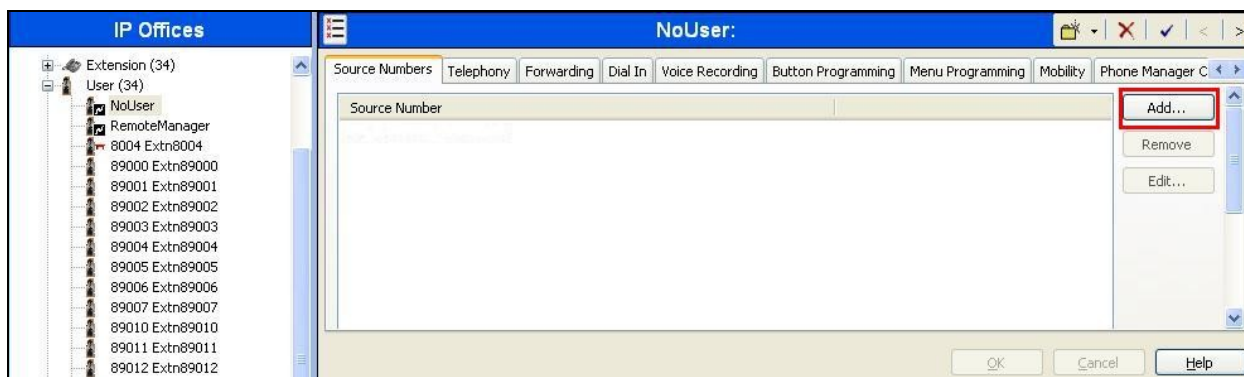 IP Offices
Extension (34)
User (34)
NoUser
RemoteManager
8004 Extn8004
89000 Extn89000
89001 Extn89001
89002 Extn89002
89003 Extn89003
89004 Extn89004
89005 Extn89005
89006 Extn89006
89007 Extn89007
89010 Extn89010
89011 Extn89011
89012 Extn89012
NoUser:
Source Numbers Telephony Forwarding Dial In Voice Recording Button Programming Menu Programming Mobility Phone Manager C
Source Number
Add...
Remove
Edit...
OK Cancel Help